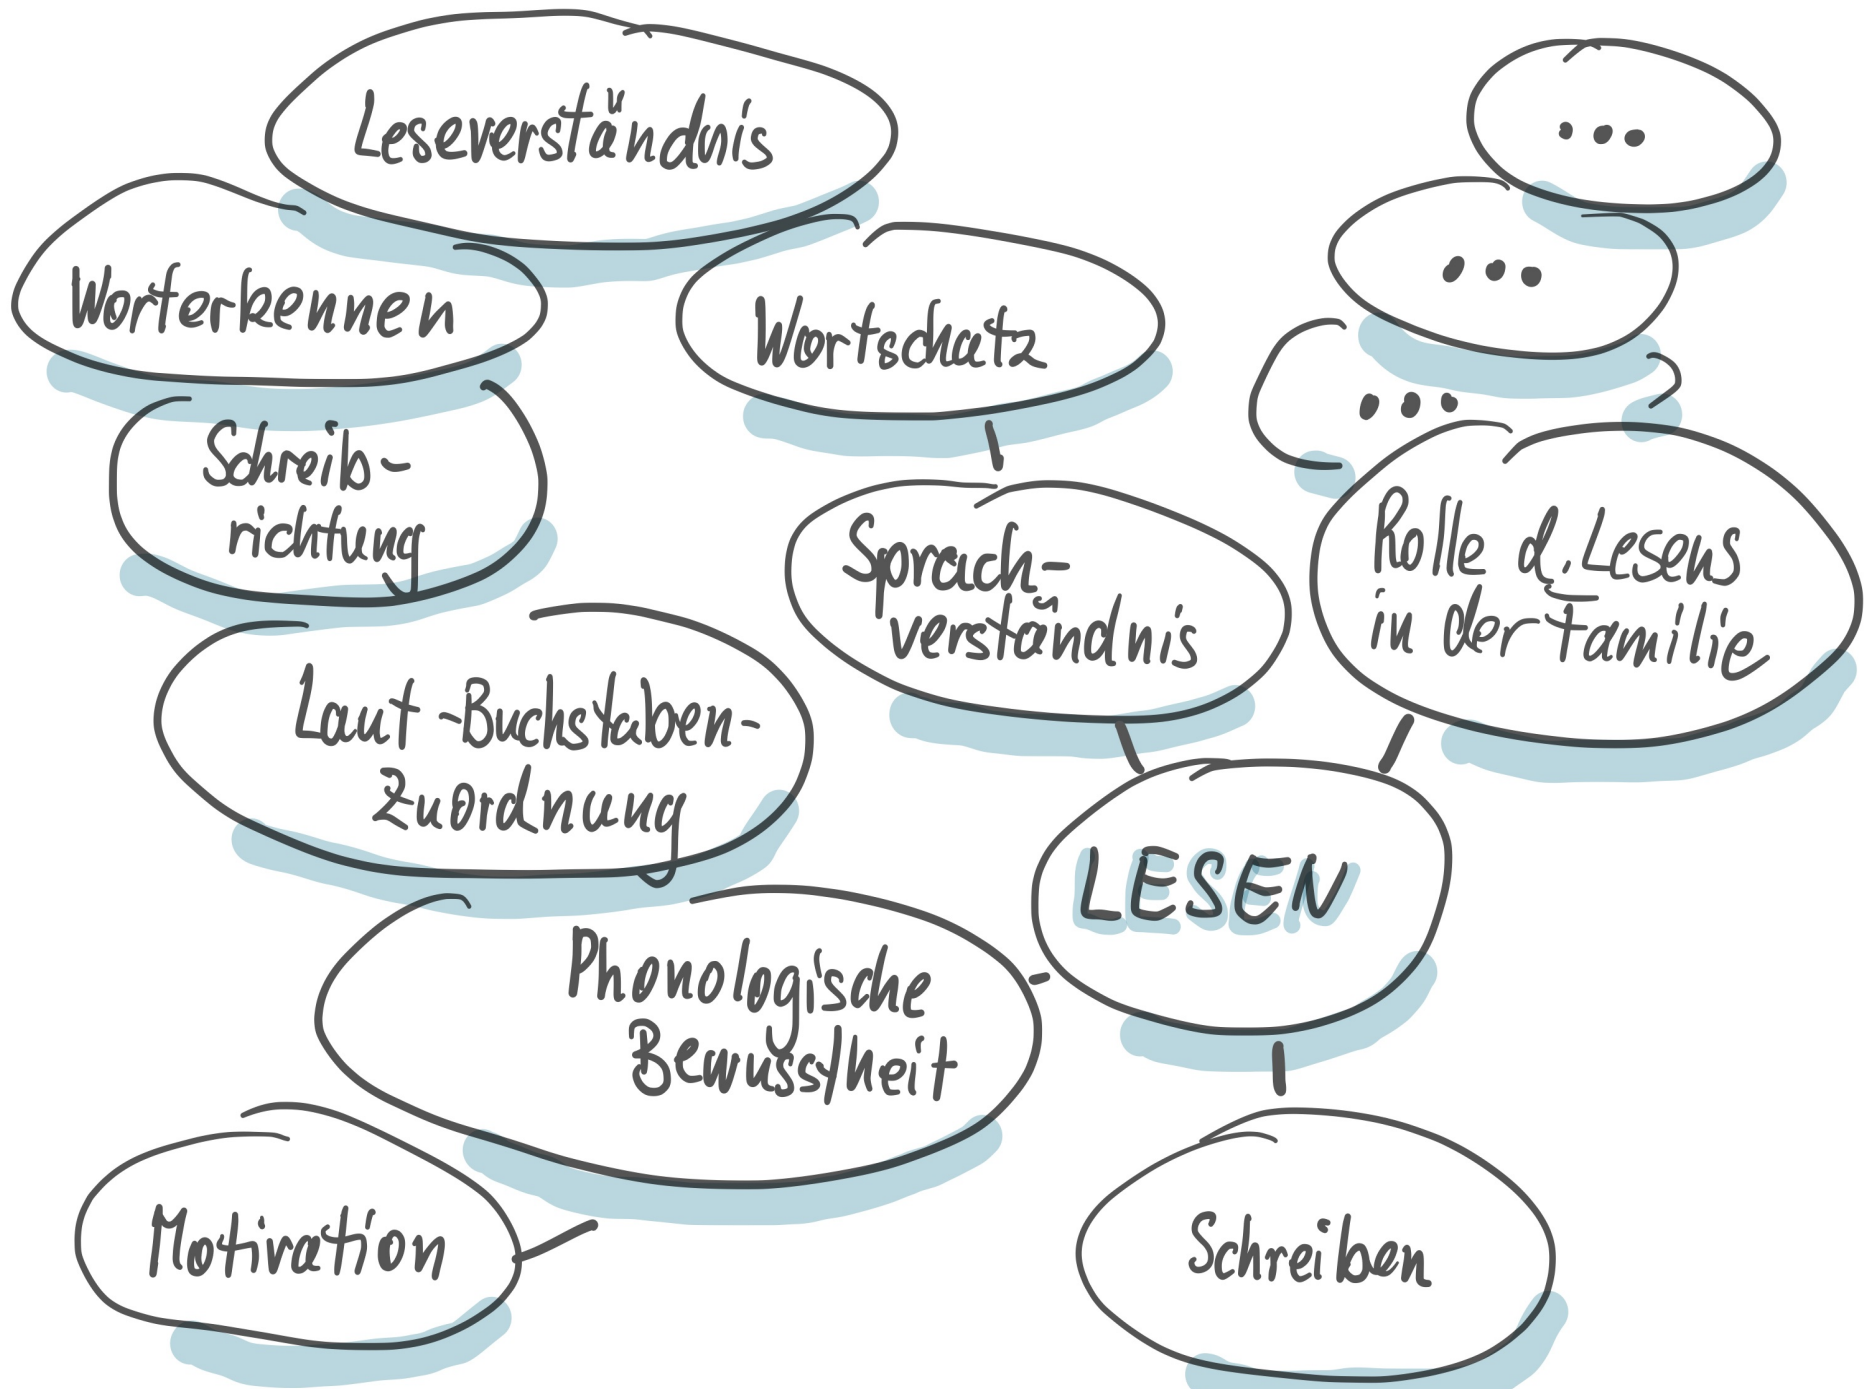 Leseverständnis
...
Worterkennen
Wortschatz
...
...
Schreib-
richtung
Sprach-
verständnis
Rolle d. Lesens
in der Familie
Laut-Buchstaben-
Zuordnung
LESEN
Phonologische
Bewusstheit
Motivation
Schreiben